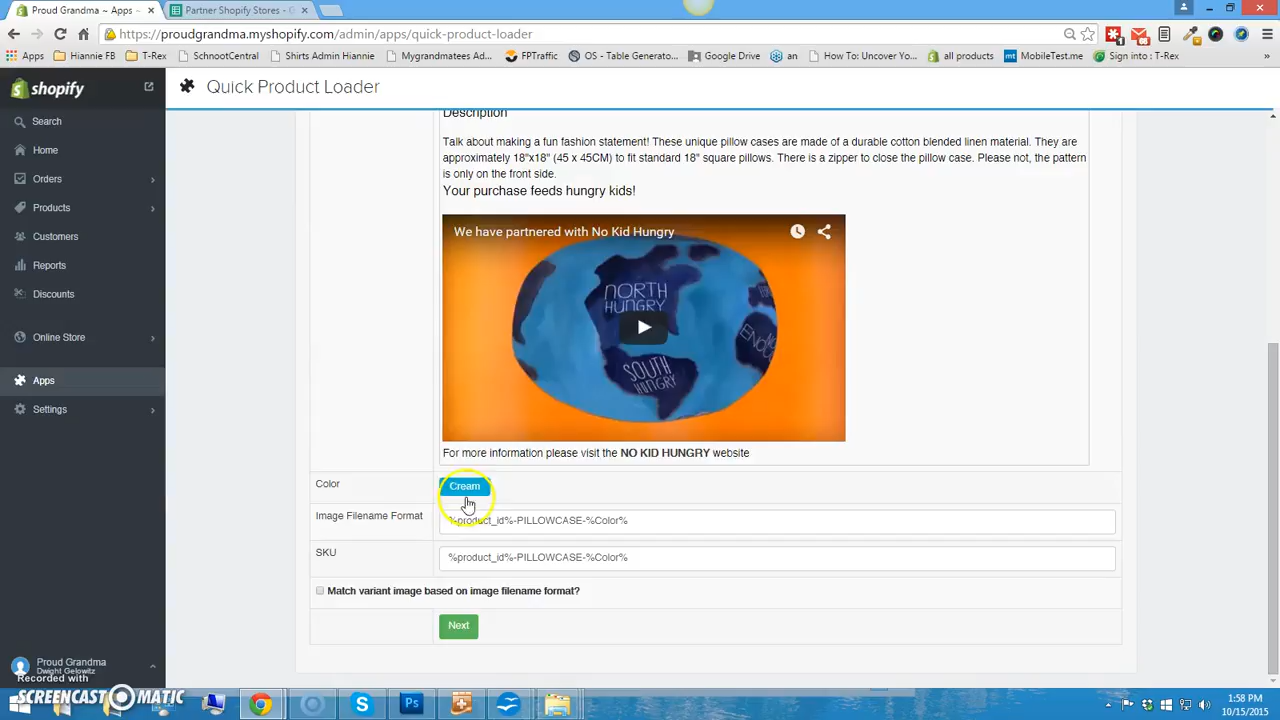 Proud Grandma ~ Apps ~
Partner Shopify Stores - G
https://proudgrandma.myshopify.com/admin/apps/quick-product-loader
Apps
Hiannie FB
T-Rex
SchnootCentral
Shirts Admin Hiannie
Mygrandmatees Ad...
FPTraffic
OS - Table Generato...
Google Drive
an
How To: Uncover Yo...
all products
mt MobileTest.me
Sign into : T-Rex
»
shopify
Quick Product Loader
Search
Home
Orders
Products
Customers
Reports
Discounts
Online Store
Apps
Settings
Description
Talk about making a fun fashion statement! These unique pillow cases are made of a durable cotton blended linen material. They are
approximately 18"x18" (45 x 45CM) to fit standard 18" square pillows. There is a zipper to close the pillow case. Please not, the pattern
is only on the front side.
Your purchase feeds hungry kids!
We have partnered with No Kid Hungry
NORTH
HUNGRY
SOUTH
HUNGRY
For more information please visit the NO KID HUNGRY website
Color
Cream
Image Filename Format
%product_id%-PILLOWCASE-%Color%
SKU
%product_id%-PILLOWCASE-%Color%
Match variant image based on image filename format?
Next
Proud Grandma
Dwight Gelowitz
Recorded with
SCREENCAST MATIC
1:58 PM
10/15/2015